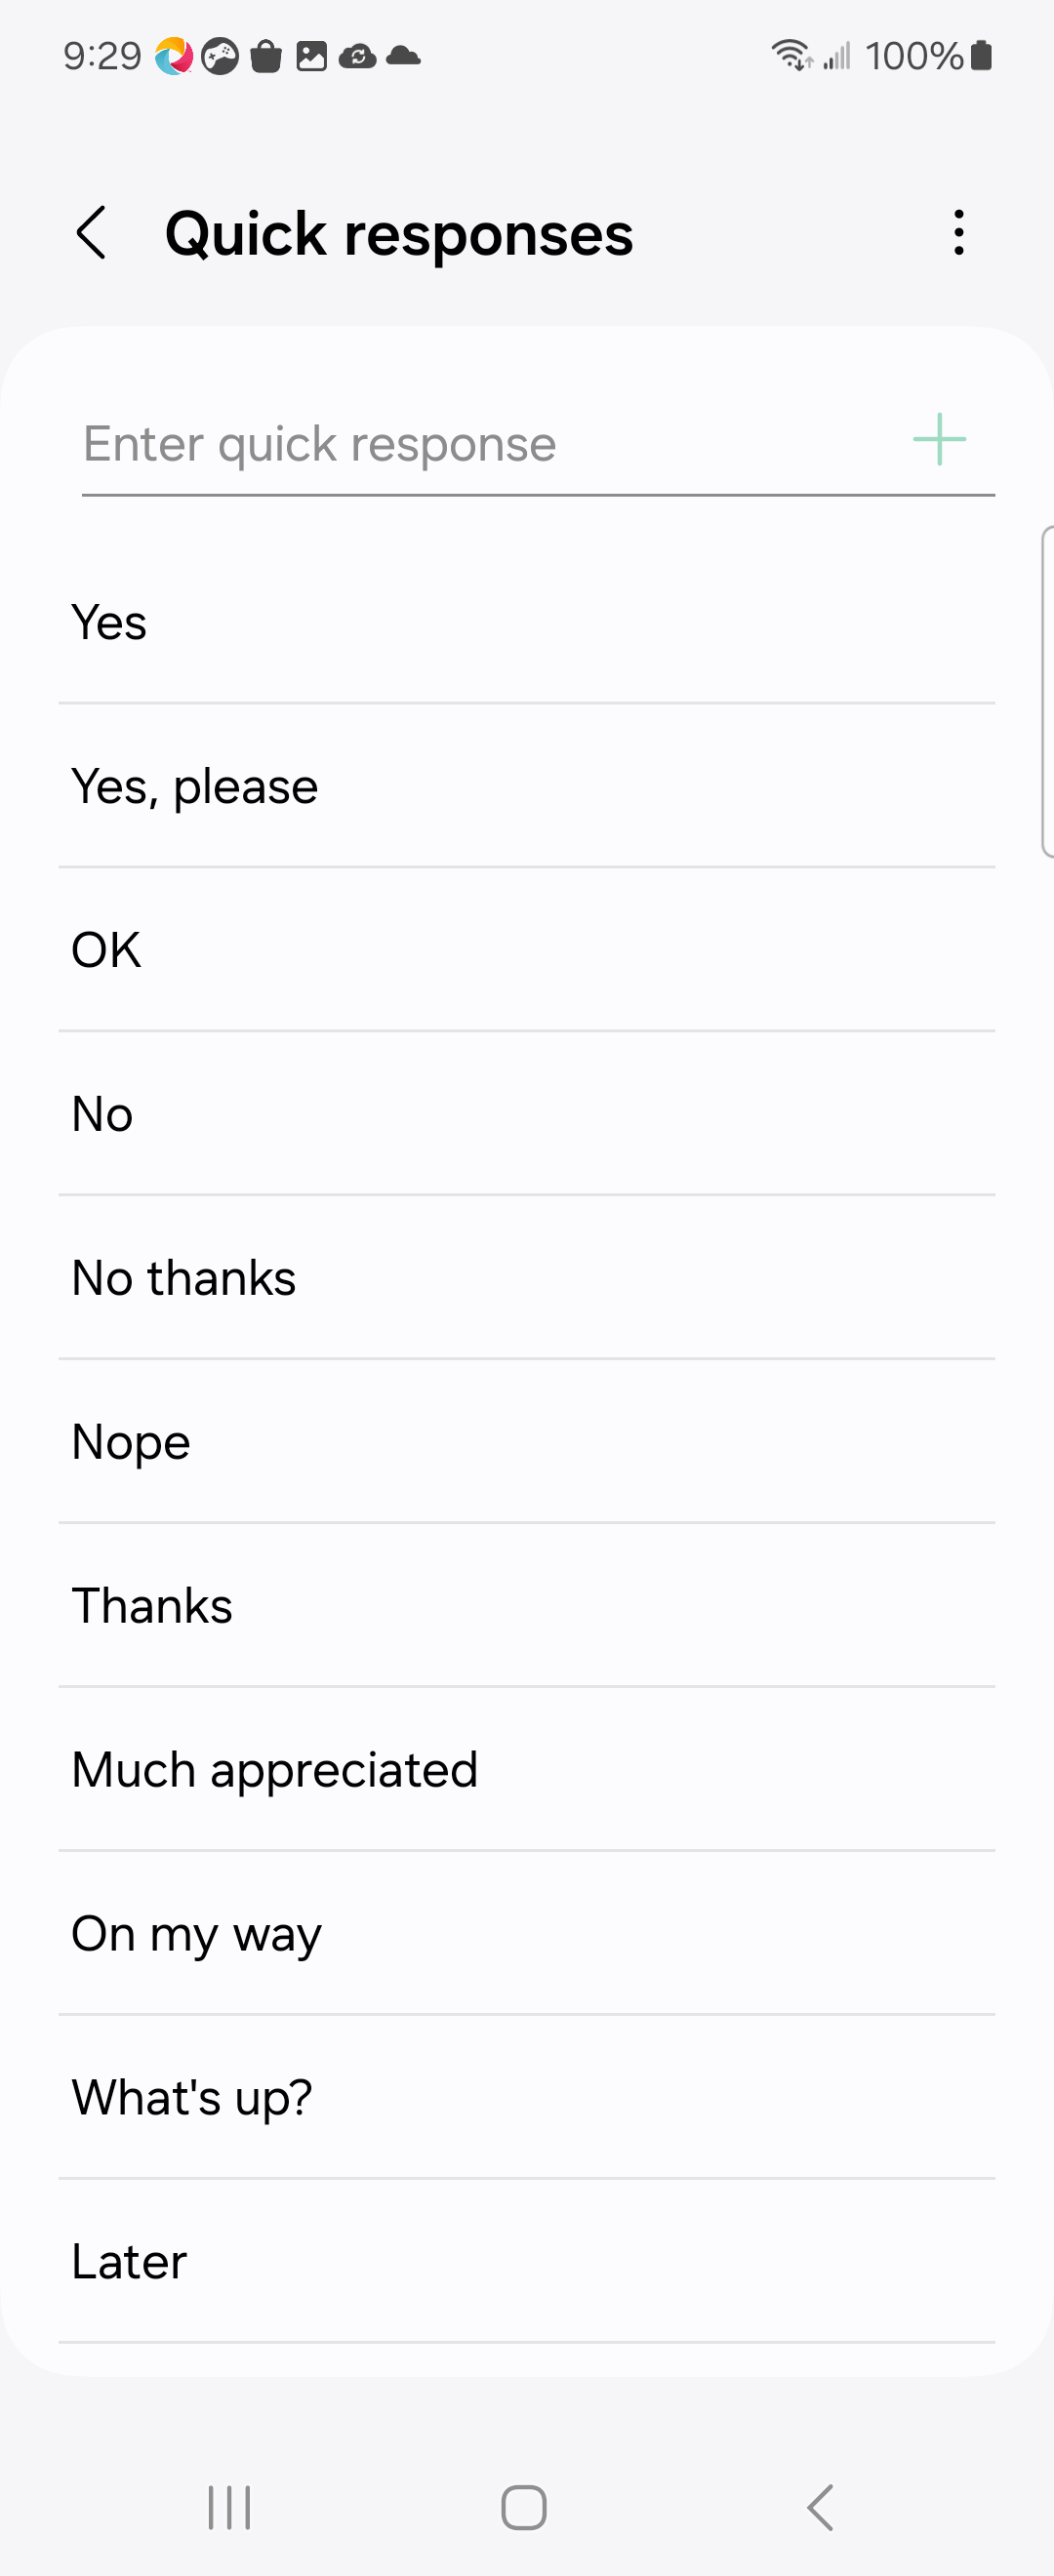 9:29 100%
Quick responses
Enter quick response
Yes
Yes, please
OK
No
No thanks
Nope
Thanks
Much appreciated
On my way
What's up?
Later